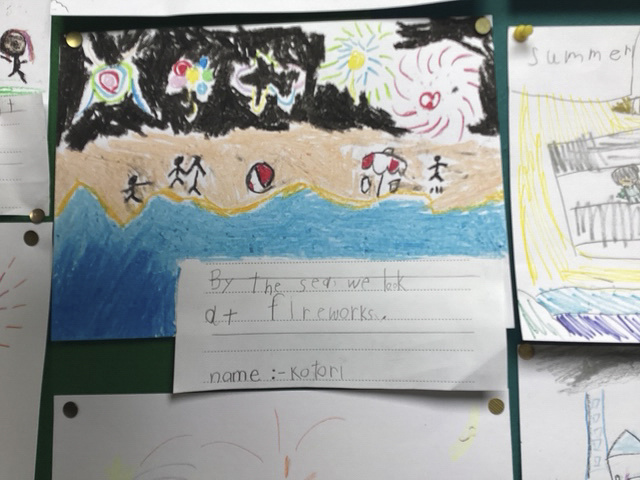 Summer
By the sea we look
at fireworks.
name :- Kotori